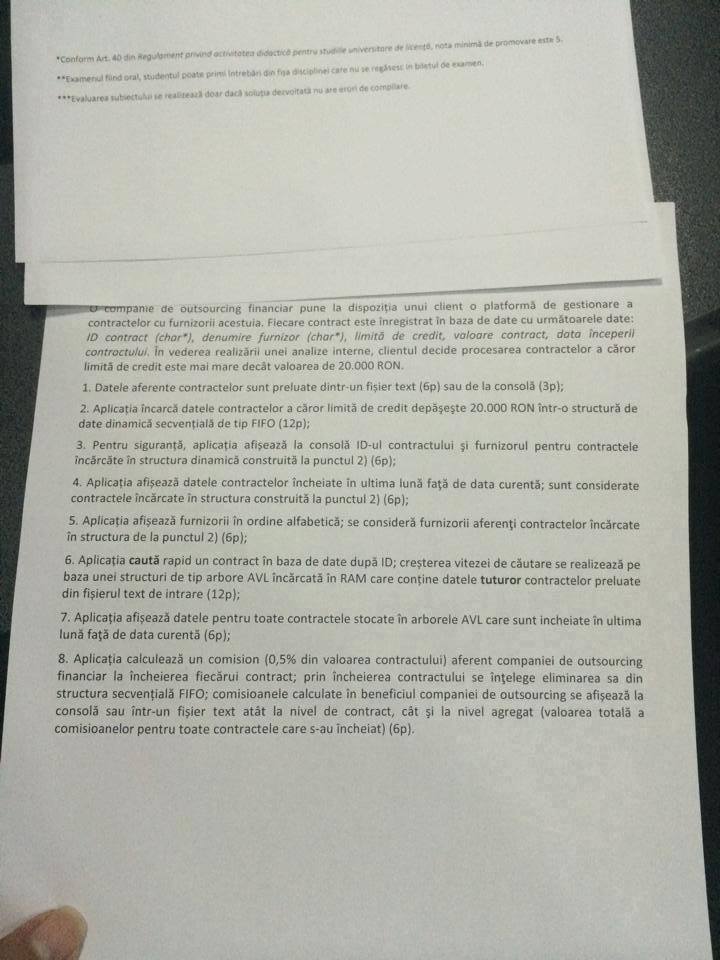 *Conform Art. 40 din Regulament privind activitatea didactică pentru studiile universitare de licență, nota minimă de promovare este 5.
**Examenul fiind oral, studentul poate primi întrebări din fișa disciplinei care nu se regăsesc în biletul de examen.
***Evaluarea subiectului se realizează doar dacă soluția dezvoltată nu are erori de compilare.
O companie de outsourcing financiar pune la dispoziția unui client o platformă de gestionare a
contractelor cu furnizorii acestuia. Fiecare contract este înregistrat în baza de date cu următoarele date:
ID contract (char*), denumire furnizor (char*), limită de credit, valoare contract, data începerii
contractului. În vederea realizării unei analize interne, clientul decide procesarea contractelor a căror
limită de credit este mai mare decât valoarea de 20.000 RON.
1. Datele aferente contractelor sunt preluate dintr-un fișier text (6p) sau de la consolă (3p);
2. Aplicația încarcă datele contractelor a căror limită de credit depășește 20.000 RON într-o structură de
date dinamică secvențială de tip FIFO (12p);
3. Pentru siguranță, aplicația afișează la consolă ID-ul contractului și furnizorul pentru contractele
încărcăte în structura dinamică construită la punctul 2) (6p);
4. Aplicația afișează datele contractelor încheiate în ultima lună față de data curentă; sunt considerate
contractele încărcate în structura construită la punctul 2) (6p);
5. Aplicația afișează furnizorii în ordine alfabetică; se consideră furnizorii aferenți contractelor încărcate
în structura de la punctul 2) (6p);
6. Aplicația caută rapid un contract în baza de date după ID; creșterea vitezei de căutare se realizează pe
baza unei structuri de tip arbore AVL încărcată în RAM care conține datele tuturor contractelor preluate
din fișierul text de intrare (12p);
7. Aplicația afișează datele pentru toate contractele stocate în arborele AVL care sunt incheiate în ultima
lună față de data curentă (6p);
8. Aplicația calculează un comision (0,5% din valoarea contractului) aferent companiei de outsourcing
financiar la încheierea fiecărui contract; prin încheierea contractului se înțelege eliminarea sa din
structura secvențială FIFO; comisioanele calculate în beneficiul companiei de outsourcing se afișează la
consolă sau într-un fișier text atât la nivel de contract, cât și la nivel agregat (valoarea totală a
comisioanelor pentru toate contractele care s-au încheiat) (6p).